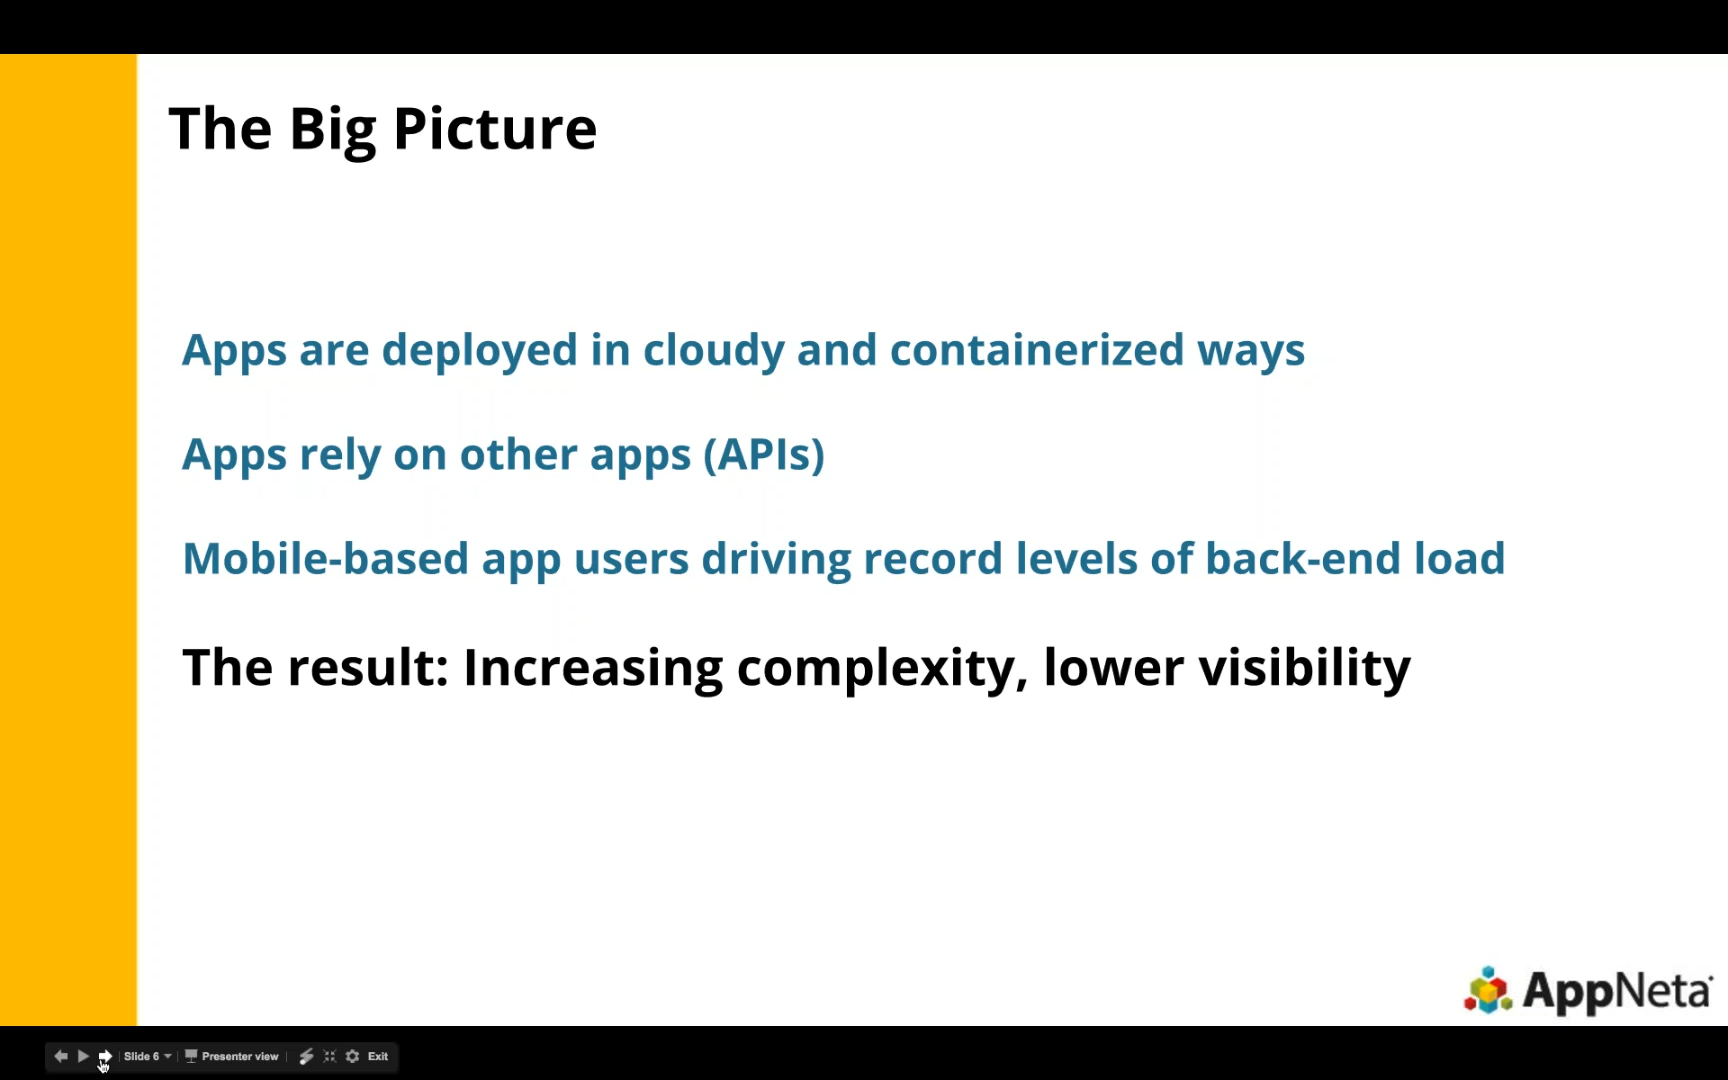 The Big Picture
Apps are deployed in cloudy and containerized ways
Apps rely on other apps (APIs)
Mobile-based app users driving record levels of back-end load
The result: Increasing complexity, lower visibility
AppNeta
Slide 6 Presenter view Exit